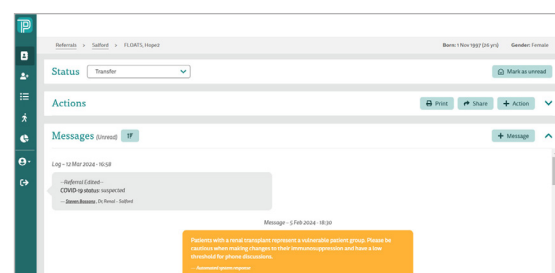 Referrals › Salford › FLOATS, Hope2 Born: 1 Nov 1997 (26 yrs) Gender: Female
Status Transfer Mark as unread
Actions Print Share + Action
Messages (Unread) + Message
Log – 12 Mar 2024 - 16:58
--Referral Edited--
COVID-19 status: suspected
Renal - Salford
Message – 5 Feb 2024 - 18:30
Patients with a renal transplant represent a vulnerable patient group. Please be
cautious when making changes to their immunosuppression and have a low
threshold for phone discussions.
-- Automated system response